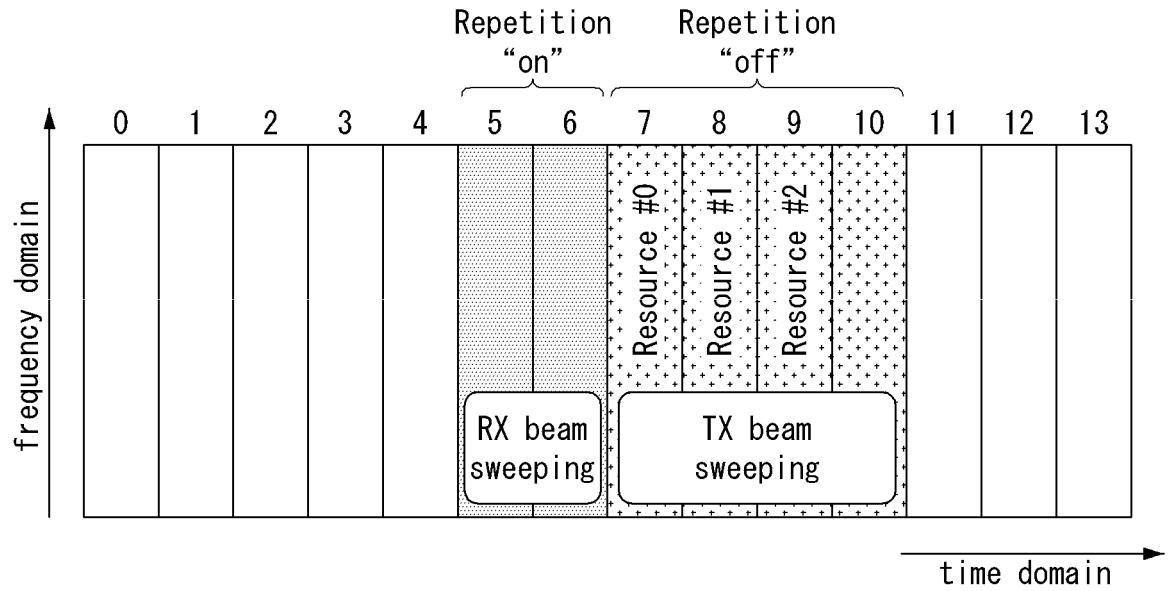 Repetition Repetition
“on” “off”
0 1 2 3 4 5 6 7 8 9 10 11 12 13
frequency domain
Resource #0
Resource #1
Resource #2
RX beam
sweeping
TX beam
sweeping
time domain